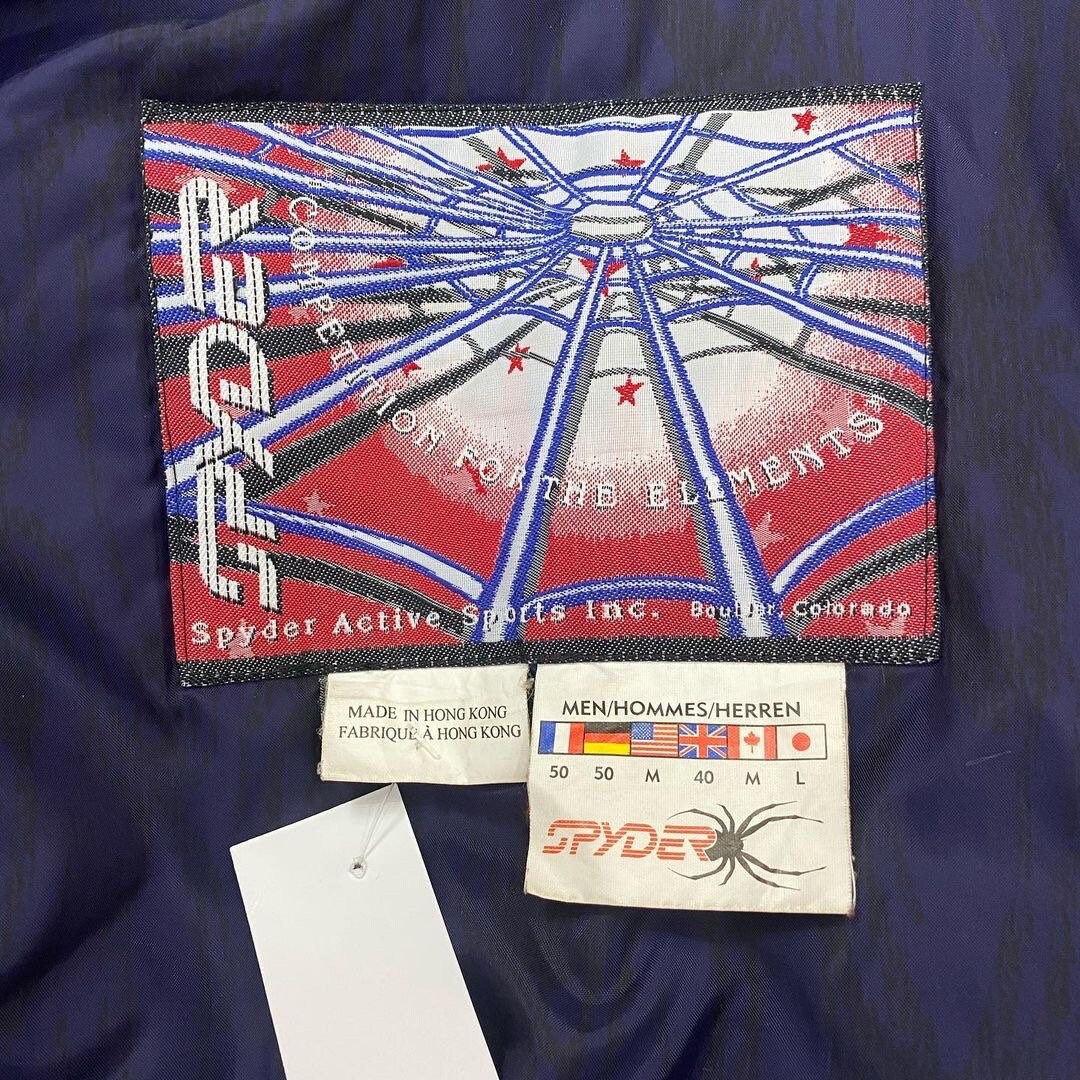 SPYDER
"COMPETITION FOR THE ELEMENTS"
Spyder Active Sports Inc. Boulder, Colorado
MADE IN HONG KONG
FABRIQUÉ À HONG KONG
MEN/HOMMES/HERREN
50 50 M 40 M L
SPYDER